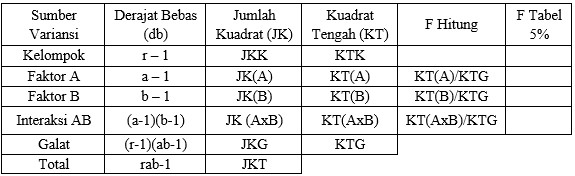 Sumber Variansi | Derajat Bebas (db) | Jumlah Kuadrat (JK) | Kuadrat Tengah (KT) | F Hitung | F Tabel 5%
Kelompok | r – 1 | JKK | KTK
Faktor A | a – 1 | JK(A) | KT(A) | KT(A)/KTG
Faktor B | b – 1 | JK(B) | KT(B) | KT(B)/KTG
Interaksi AB | (a-1)(b-1) | JK (AxB) | KT(AxB) | KT(AxB)/KTG
Galat | (r-1)(ab-1) | JKG | KTG
Total | rab-1 | JKT